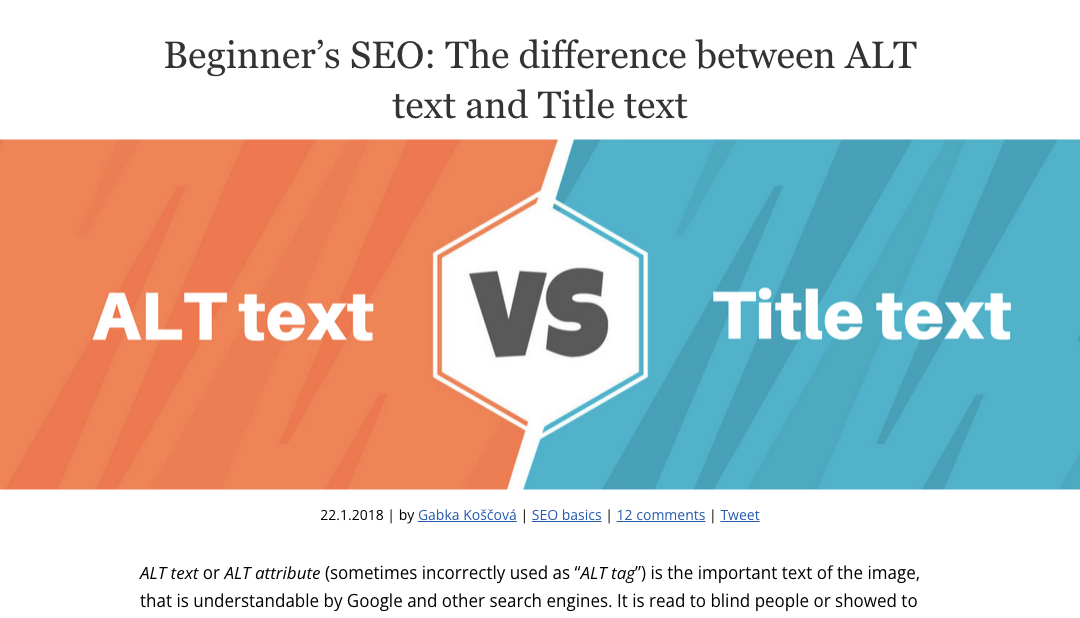 Beginner’s SEO: The difference between ALT
text and Title text
ALT text
VS
Title text
22.1.2018 | by Gabka Koščová | SEO basics | 12 comments | Tweet
ALT text or ALT attribute (sometimes incorrectly used as “ALT tag”) is the important text of the image,
that is understandable by Google and other search engines. It is read to blind people or showed to